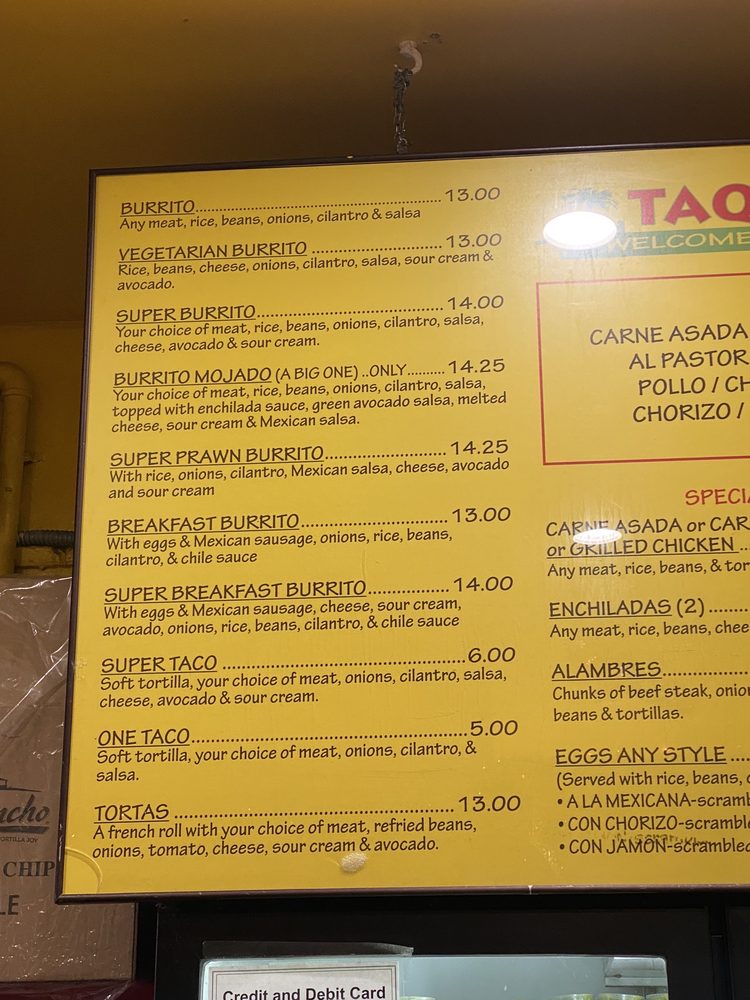 BURRITO........................................... 13.00
Any meat, rice, beans, onions, cilantro & salsa
VEGETARIAN BURRITO ....................... 13.00
Rice, beans, cheese, onions, cilantro, salsa, sour cream &
avocado.
SUPER BURRITO................................. 14.00
Your choice of meat, rice, beans, onions, cilantro, salsa,
cheese, avocado & sour cream.
BURRITO MOJADO (A BIG ONE) ..ONLY.......... 14.25
Your choice of meat, rice, beans, onions, cilantro, salsa,
topped with enchilada sauce, green avocado salsa, melted
cheese, sour cream & Mexican salsa.
SUPER PRAWN BURRITO...................... 14.25
With rice, onions, cilantro, Mexican salsa, cheese, avocado
and sour cream
BREAKFAST BURRITO.......................... 13.00
With eggs & Mexican sausage, onions, rice, beans,
cilantro, & chile sauce
SUPER BREAKFAST BURRITO............... 14.00
With eggs & Mexican sausage, cheese, sour cream,
avocado, onions, rice, beans, cilantro, & chile sauce
SUPER TACO ...........................................6.00
Soft tortilla, your choice of meat, onions, cilantro, salsa,
cheese, avocado & sour cream.
ONE TACO................................................5.00
Soft tortilla, your choice of meat, onions, cilantro, &
salsa.
TORTAS ................................................ 13.00
A french roll with your choice of meat, refried beans,
onions, tomato, cheese, sour cream & avocado.
TAQ
WELCOME
CARNE ASADA
AL PASTOR
POLLO / CH
CHORIZO /
SPECIA
CARNE ASADA or CAR
or GRILLED CHICKEN ..
Any meat, rice, beans, & tor
ENCHILADAS (2) .......
Any meat, rice, beans, chee
ALAMBRES...............
Chunks of beef steak, onio
beans & tortillas.
EGGS ANY STYLE ....
(Served with rice, beans,
• A LA MEXICANA-scramb
• CON CHORIZO-scramble
• CON JAMON-scrambled
ncho
TORTILLA JOY
CHIP
LE
Credit and Debit Card